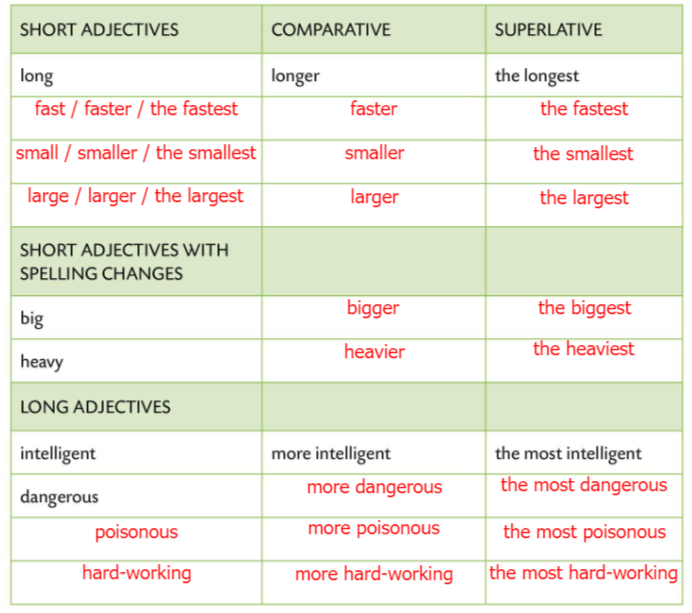 SHORT ADJECTIVES COMPARATIVE SUPERLATIVE
long longer the longest
fast / faster / the fastest faster the fastest
small / smaller / the smallest smaller the smallest
large / larger / the largest larger the largest
SHORT ADJECTIVES WITH
SPELLING CHANGES
big bigger the biggest
heavy heavier the heaviest
LONG ADJECTIVES
intelligent more intelligent the most intelligent
dangerous more dangerous the most dangerous
poisonous more poisonous the most poisonous
hard-working more hard-working the most hard-working